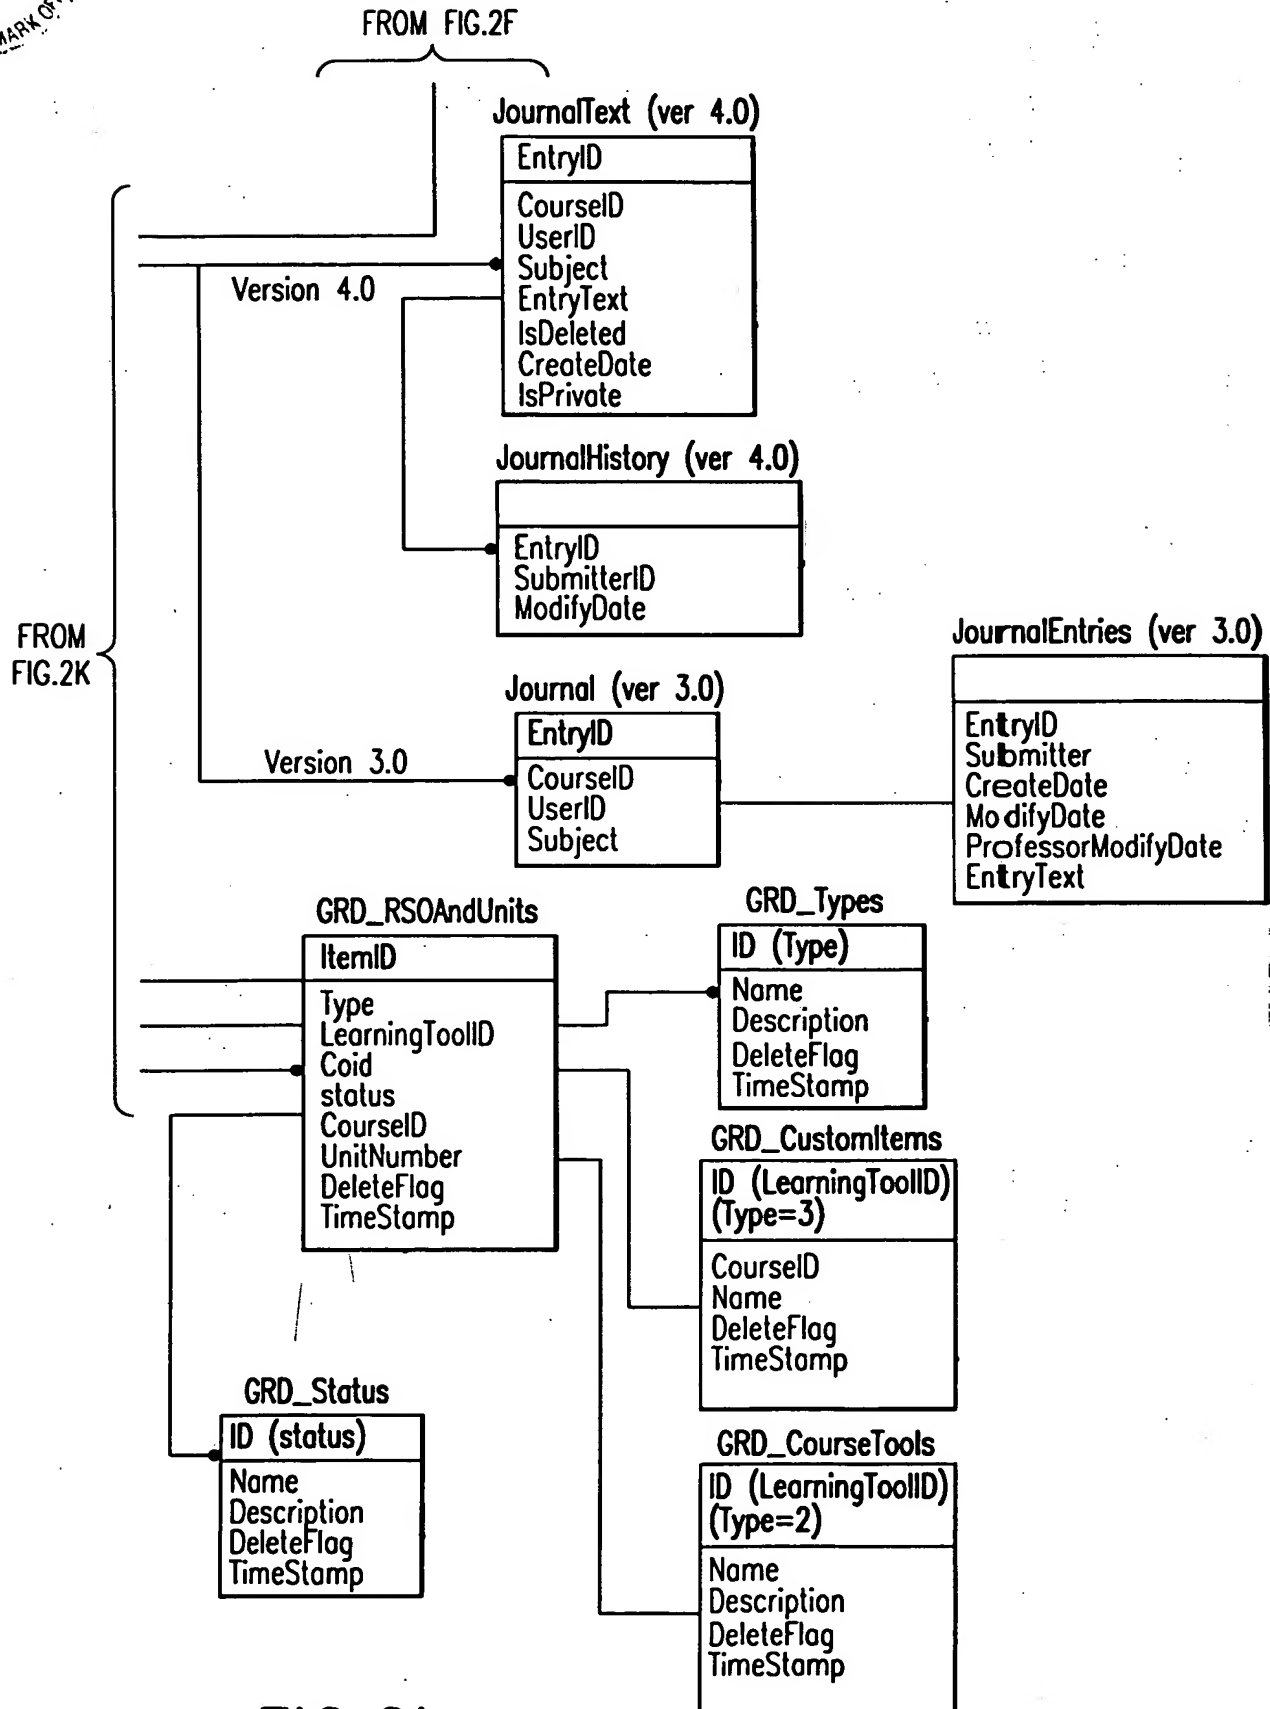 FROM FIG.2F
JournalText (ver 4.0)
EntryID
CourseID
UserID
Subject
EntryText
IsDeleted
CreateDate
IsPrivate
Version 4.0
JournalHistory (ver 4.0)
EntryID
SubmitterID
ModifyDate
FROM
FIG.2K
JournalEntries (ver 3.0)
EntryID
Submitter
CreateDate
ModifyDate
ProfessorModifyDate
EntryText
Journal (ver 3.0)
EntryID
CourseID
UserID
Subject
Version 3.0
GRD_RSOAndUnits
ItemID
Type
LearningToolID
Coid
status
CourseID
UnitNumber
DeleteFlag
TimeStamp
GRD_Types
ID (Type)
Name
Description
DeleteFlag
TimeStamp
GRD_CustomItems
ID (LearningToolID)
(Type=3)
CourseID
Name
DeleteFlag
TimeStamp
GRD_Status
ID (status)
Name
Description
DeleteFlag
TimeStamp
GRD_CourseTools
ID (LearningToolID)
(Type=2)
Name
Description
DeleteFlag
TimeStamp